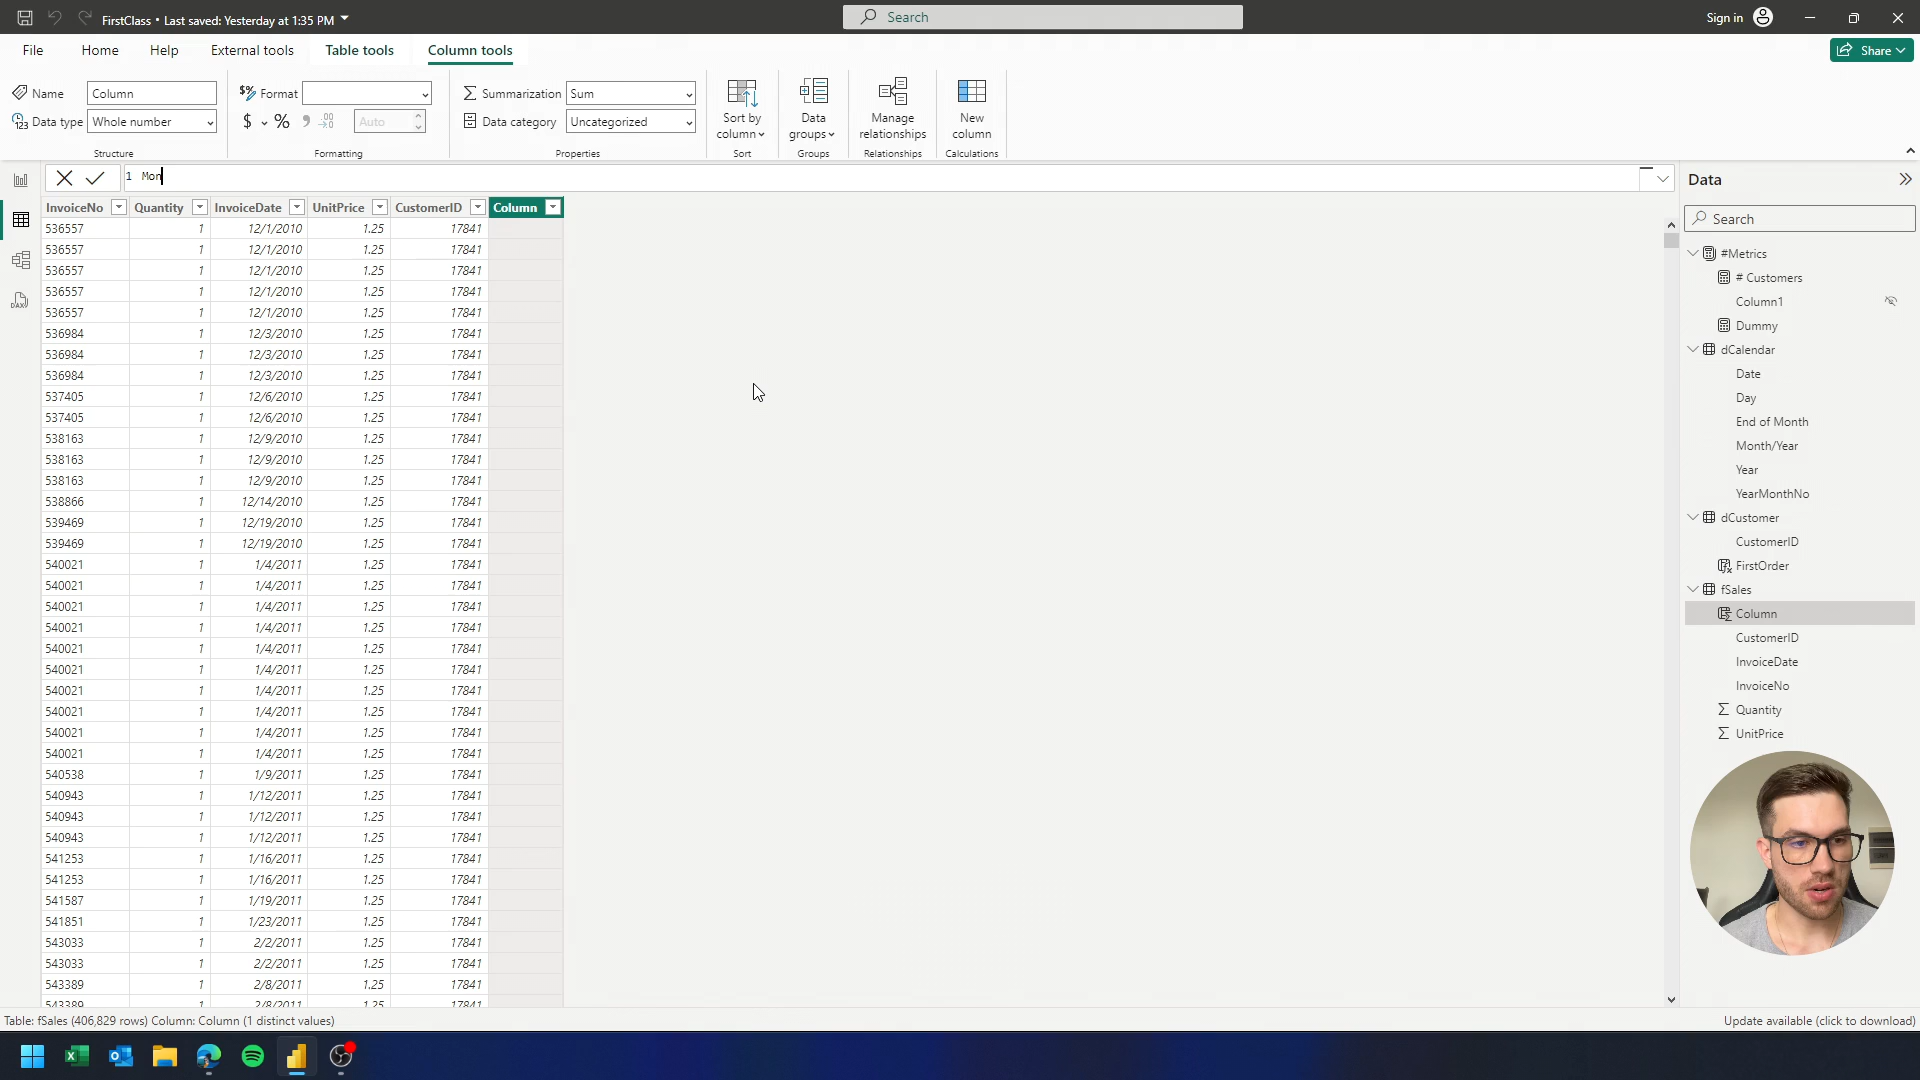 FirstClass • Last saved: Yesterday at 1:35 PM
Search
Sign in
File
Home
Help
External tools
Table tools
Column tools
Share
Name
Column
Data type
Whole number
Structure
Format
$
%
Auto
Formatting
Summarization
Sum
Data category
Uncategorized
Properties
Sort by
column
Sort
Data
groups
Groups
Manage
relationships
Relationships
New
column
Calculations
1 Mon
InvoiceNo Quantity InvoiceDate UnitPrice CustomerID Column
536557 1 12/1/2010 1.25 17841
536557 1 12/1/2010 1.25 17841
536557 1 12/1/2010 1.25 17841
536557 1 12/1/2010 1.25 17841
536557 1 12/1/2010 1.25 17841
536984 1 12/3/2010 1.25 17841
536984 1 12/3/2010 1.25 17841
536984 1 12/3/2010 1.25 17841
537405 1 12/6/2010 1.25 17841
537405 1 12/6/2010 1.25 17841
538163 1 12/9/2010 1.25 17841
538163 1 12/9/2010 1.25 17841
538163 1 12/9/2010 1.25 17841
538866 1 12/14/2010 1.25 17841
539469 1 12/19/2010 1.25 17841
539469 1 12/19/2010 1.25 17841
540021 1 1/4/2011 1.25 17841
540021 1 1/4/2011 1.25 17841
540021 1 1/4/2011 1.25 17841
540021 1 1/4/2011 1.25 17841
540021 1 1/4/2011 1.25 17841
540021 1 1/4/2011 1.25 17841
540021 1 1/4/2011 1.25 17841
540021 1 1/4/2011 1.25 17841
540021 1 1/4/2011 1.25 17841
540021 1 1/4/2011 1.25 17841
540538 1 1/9/2011 1.25 17841
540943 1 1/12/2011 1.25 17841
540943 1 1/12/2011 1.25 17841
540943 1 1/12/2011 1.25 17841
541253 1 1/16/2011 1.25 17841
541253 1 1/16/2011 1.25 17841
541587 1 1/19/2011 1.25 17841
541851 1 1/23/2011 1.25 17841
543033 1 2/2/2011 1.25 17841
543033 1 2/2/2011 1.25 17841
543389 1 2/8/2011 1.25 17841
543389 1 2/8/2011 1.25 17841
Data
Search
#Metrics
# Customers
Column1
Dummy
dCalendar
Date
Day
End of Month
Month/Year
Year
YearMonthNo
dCustomer
CustomerID
FirstOrder
fSales
Column
CustomerID
InvoiceDate
InvoiceNo
Quantity
UnitPrice
Table: fSales (406,829 rows) Column: Column (1 distinct values)
Update available (click to download)